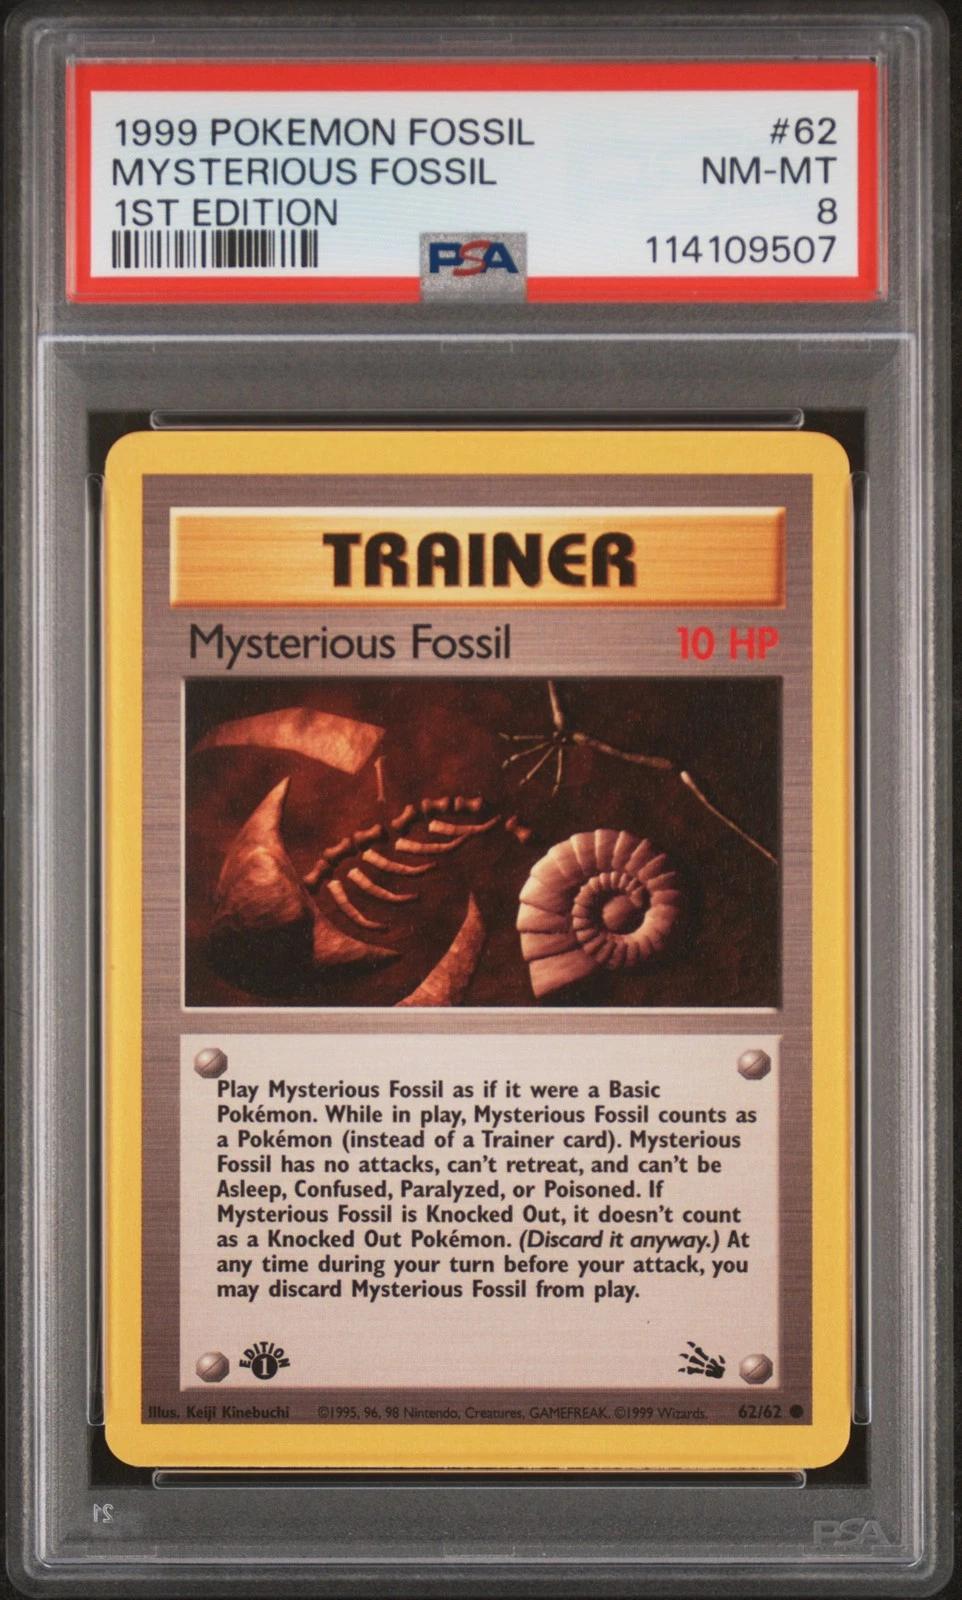 1999 POKEMON FOSSIL #62
MYSTERIOUS FOSSIL NM-MT
1ST EDITION 8
PSA 114109507
TRAINER
Mysterious Fossil 10 HP
Play Mysterious Fossil as if it were a Basic
Pokémon. While in play, Mysterious Fossil counts as
a Pokémon (instead of a Trainer card). Mysterious
Fossil has no attacks, can't retreat, and can't be
Asleep, Confused, Paralyzed, or Poisoned. If
Mysterious Fossil is Knocked Out, it doesn't count
as a Knocked Out Pokémon. (Discard it anyway.) At
any time during your turn before your attack, you
may discard Mysterious Fossil from play.
EDITION 1
Illus. Keiji Kinebuchi ©1995, 96, 98 Nintendo, Creatures, GAMEFREAK. ©1999 Wizards. 62/62
21
PSA